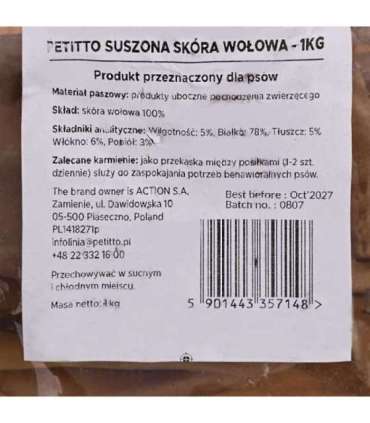 PETITTO SUSZONA SKÓRA WOŁOWA - 1KG
Produkt przeznaczony dla psów
Materiał paszowy: produkty uboczne pochodzenia zwierzęcego
Skład: skóra wołowa 100%
Składniki analityczne: Wilgotność: 5%, Białko: 78%, Tłuszcz: 5%
Włókno: 6%, Popiół: 3%
Zalecane karmienie: jako przekąska między posiłkami (1-2 szt.
dziennie) służy do zaspokajania potrzeb behawioralnych psów.
The brand owner is ACTION S.A,
Zamienie, ul. Dawidowska 10
05-500 Piaseczno, Poland
PL1418271p
infolinia@petitto.pl
+48 22 332 16 00
Best before : Oct'2027
Batch no. : 0807
Przechowywać w suchym
i chłodnym miejscu.
Masa netto: 1kg
5 901443 357148 >